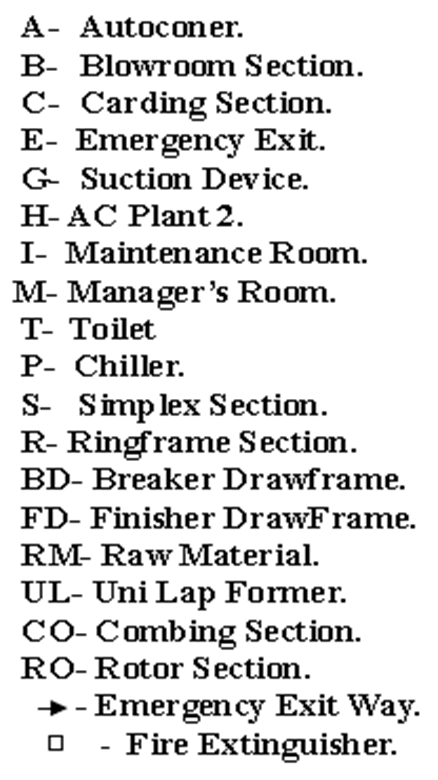 A- Autoconer.
B- Blowroom Section.
C- Carding Section.
E- Emergency Exit.
G- Suction Device.
H- AC Plant 2.
I- Maintenance Room.
M- Manager's Room.
T- Toilet
P- Chiller.
S- Simplex Section.
R- Ringframe Section.
BD- Breaker Drawframe.
FD- Finisher DrawFrame.
RM- Raw Material.
UL- Uni Lap Former.
CO- Combing Section.
RO- Rotor Section.
→ - Emergency Exit Way.
□ - Fire Extinguisher.